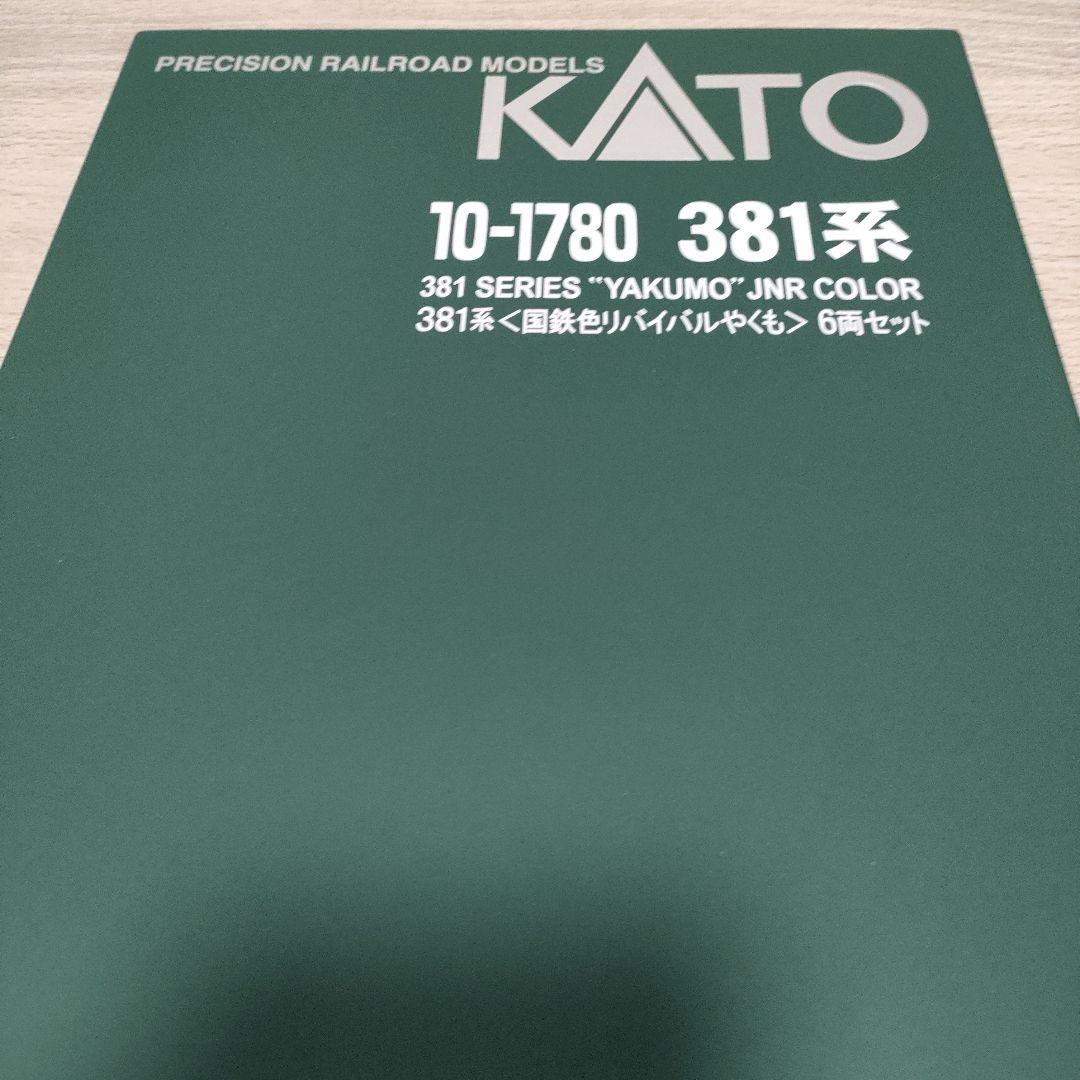 PRECISION RAILROAD MODELS
KATO
10-1780 381系
381 SERIES "YAKUMO" JNR COLOR
381系<国鉄色リバイバルやくも> 6両セット